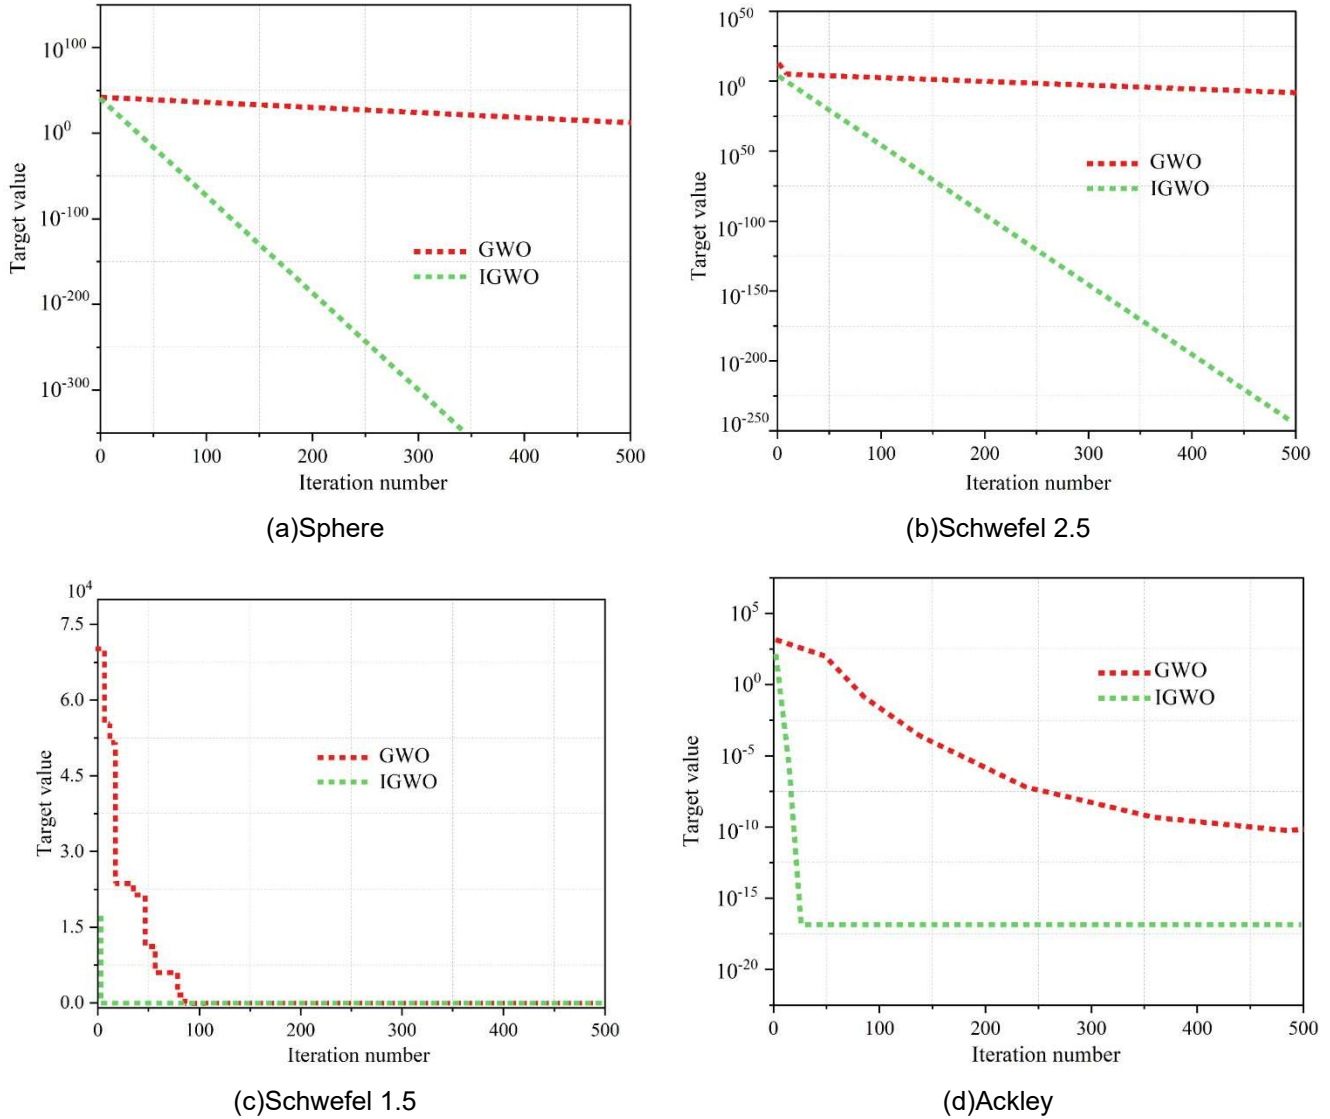 10^100
10^0
10^-100
10^-200
10^-300
Target value
GWO
IGWO
0 100 200 300 400 500
Iteration number
(a)Sphere
10^50
10^0
10^50
10^-100
10^-150
10^-200
10^-250
Target value
GWO
IGWO
0 100 200 300 400 500
Iteration number
(b)Schwefel 2.5
10^4
7.5
6.0
4.5
3.0
1.5
0.0
Target value
GWO
IGWO
0 100 200 300 400 500
Iteration number
(c)Schwefel 1.5
10^5
10^0
10^-5
10^-10
10^-15
10^-20
Target value
GWO
IGWO
0 100 200 300 400 500
Iteration number
(d)Ackley